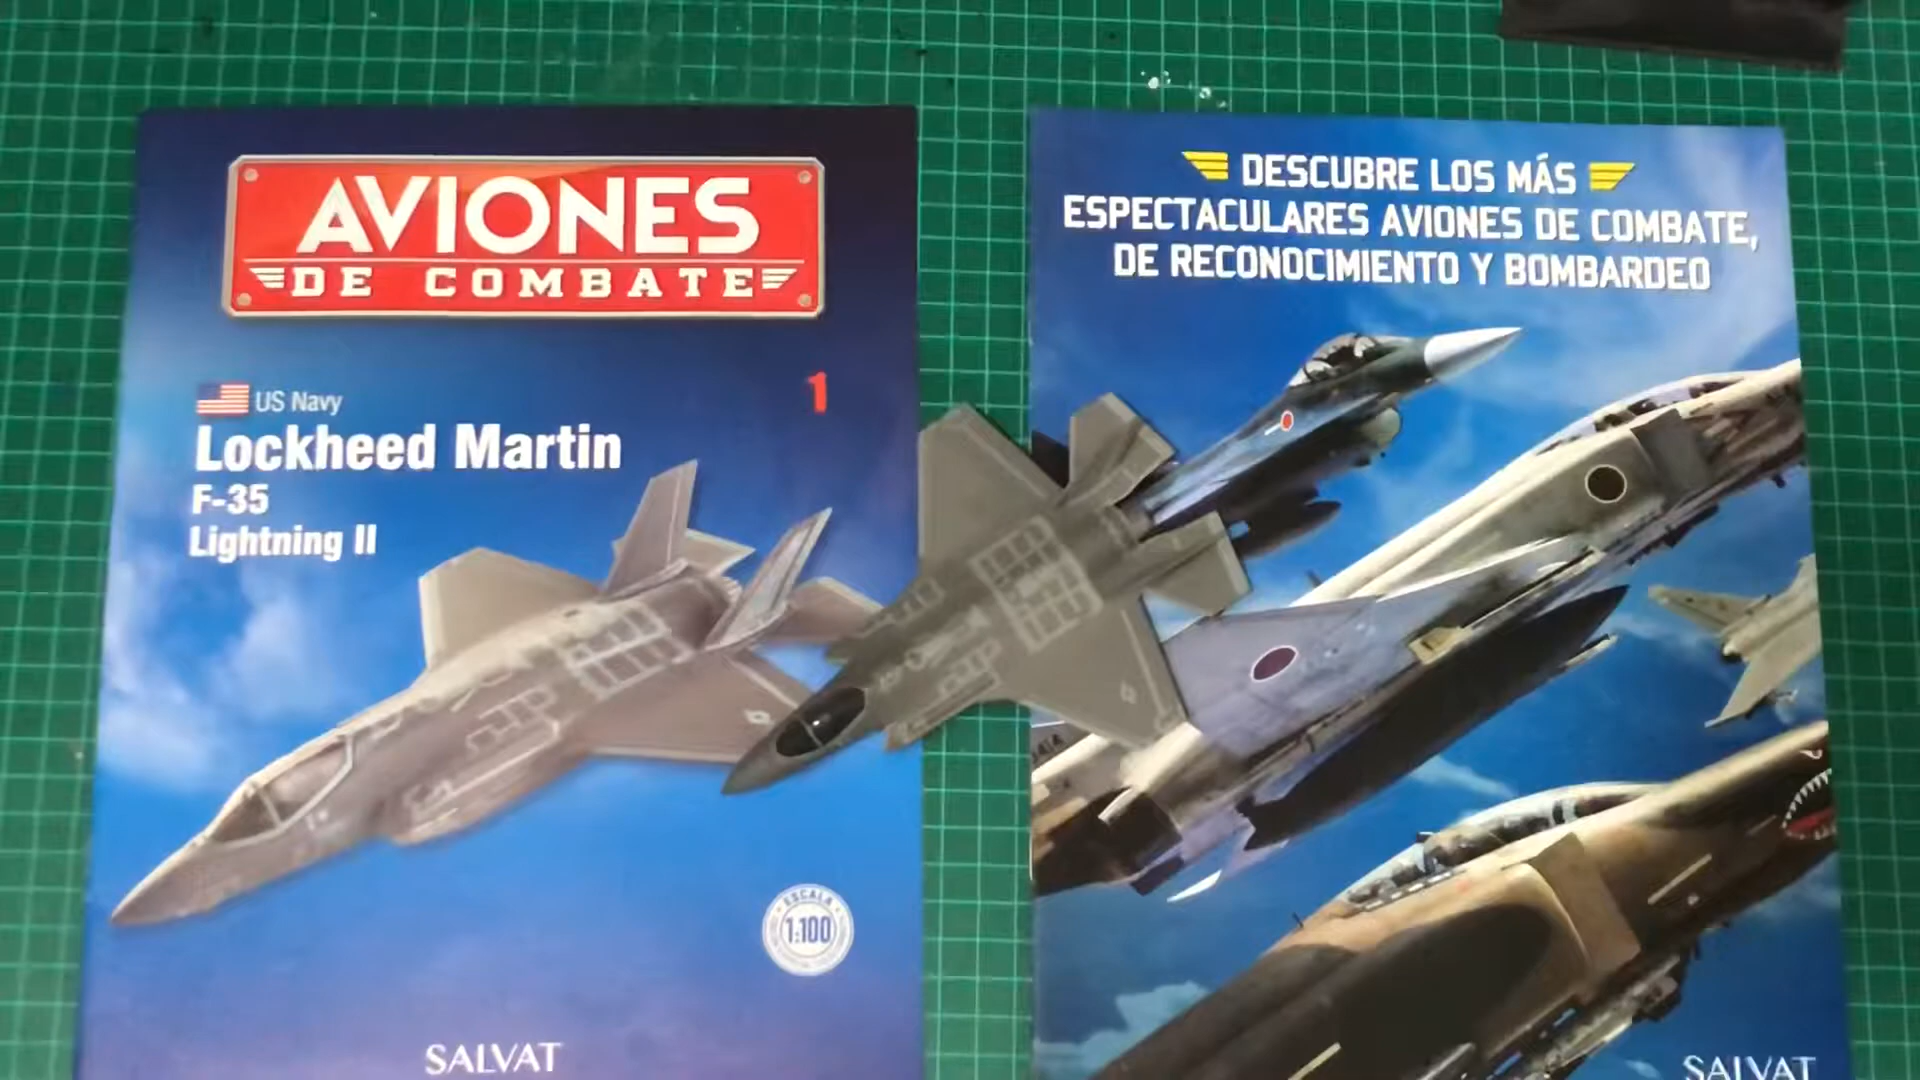 AVIONES
DE COMBATE
US Navy
1
Lockheed Martin
F-35
Lightning II
ESCALA
1:100
SALVAT
DESCUBRE LOS MÁS
ESPECTACULARES AVIONES DE COMBATE,
DE RECONOCIMIENTO Y BOMBARDEO
SALVAT